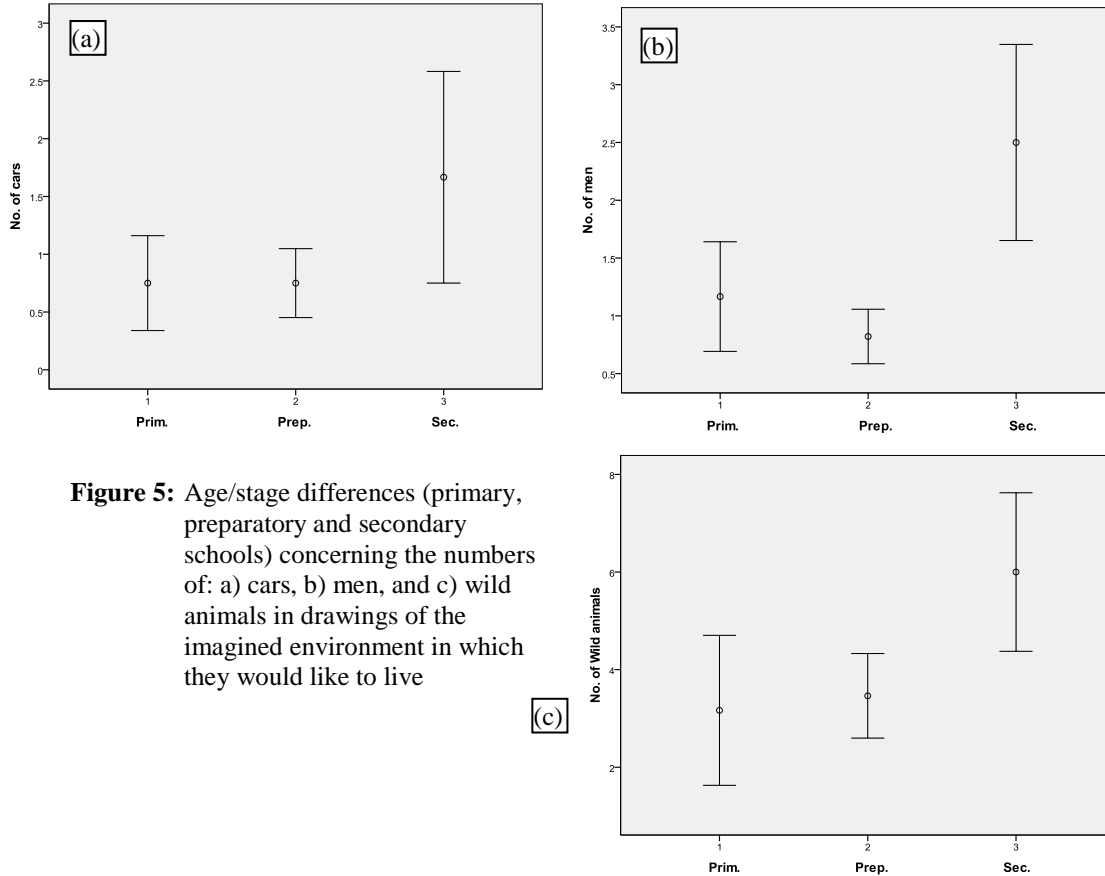 (a)
3
2.5
2
1.5
1
0.5
0
No. of cars
1 2 3
Prim. Prep. Sec.
(b)
3.5
3
2.5
2
1.5
1
0.5
No. of men
1 2 3
Prim. Prep. Sec.
Figure 5: Age/stage differences (primary,
preparatory and secondary
schools) concerning the numbers
of: a) cars, b) men, and c) wild
animals in drawings of the
imagined environment in which
they would like to live
(c)
8
6
4
2
No. of Wild animals
1 2 3
Prim. Prep. Sec.